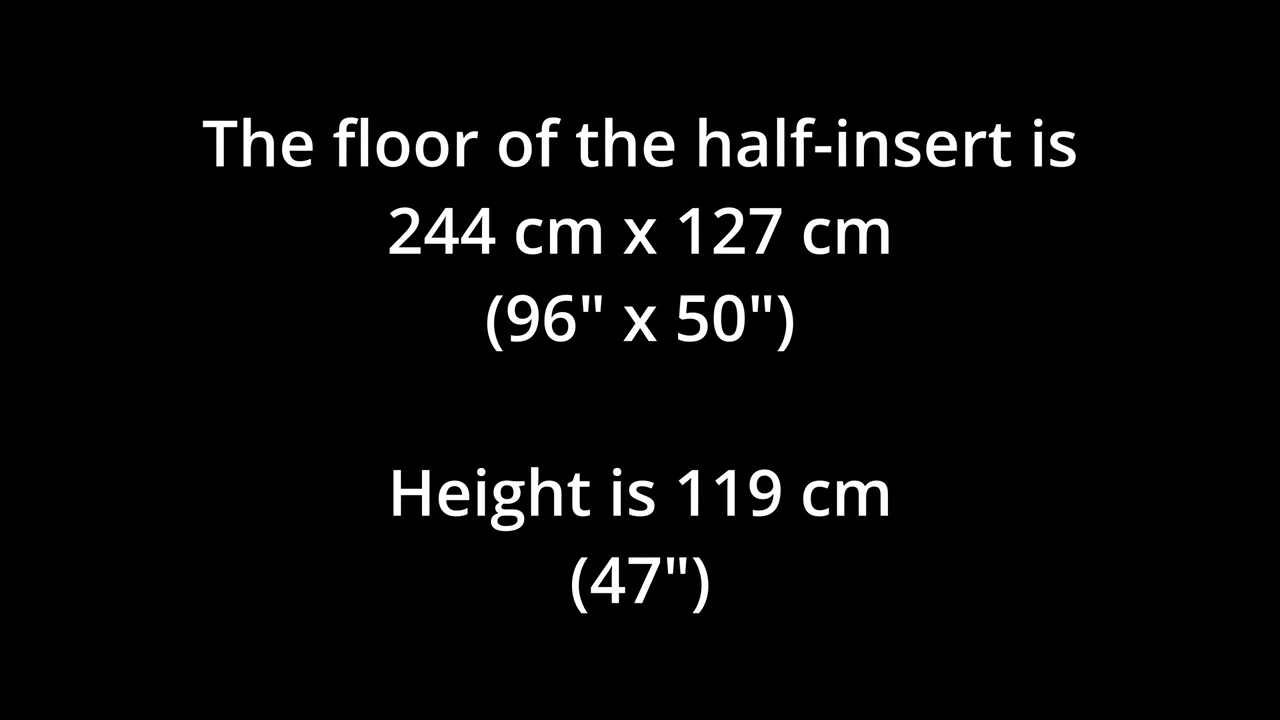 The floor of the half-insert is
244 cm x 127 cm
(96" x 50")
Height is 119 cm
(47")